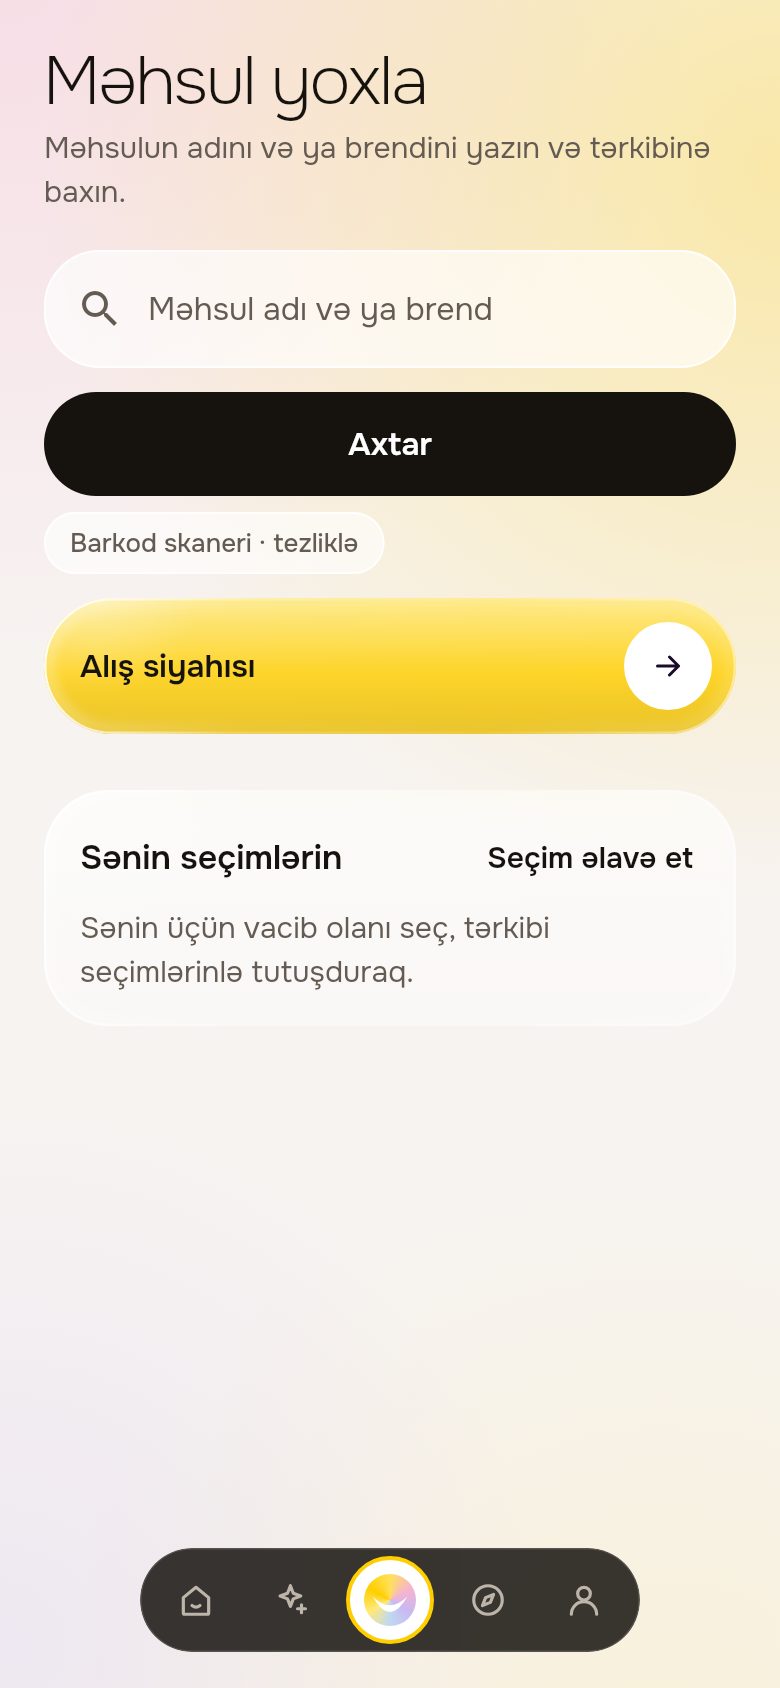 Məhsul yoxla
Məhsulun adını və ya brendini yazın və tərkibinə
baxın.
Məhsul adı və ya brend
Axtar
Barkod skaneri · tezliklə
Alış siyahısı
Sənin seçimlərin
Seçim əlavə et
Sənin üçün vacib olanı seç, tərkibi
seçimlərinlə tutuşduraq.